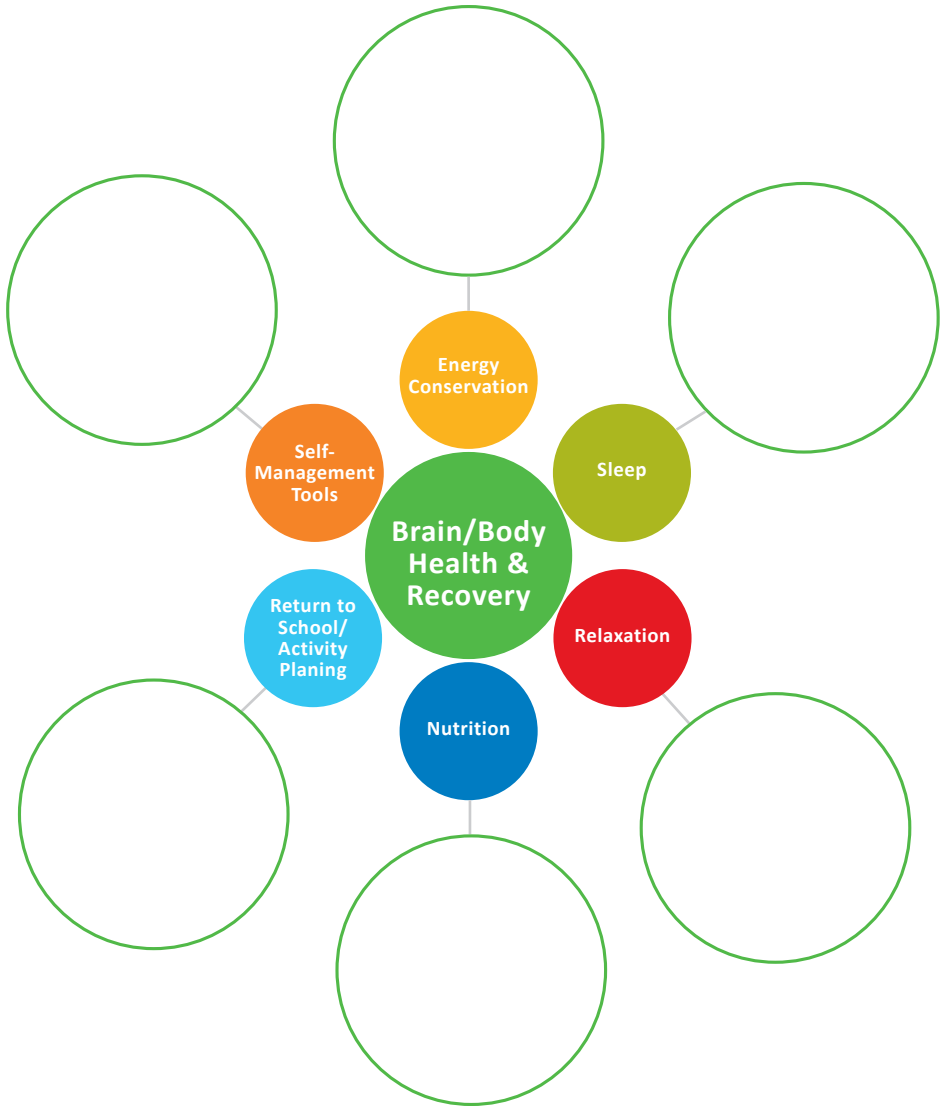 Energy
Conservation
Self-
Management
Tools
Sleep
Brain/Body
Health &
Recovery
Return to
School/
Activity
Planing
Relaxation
Nutrition